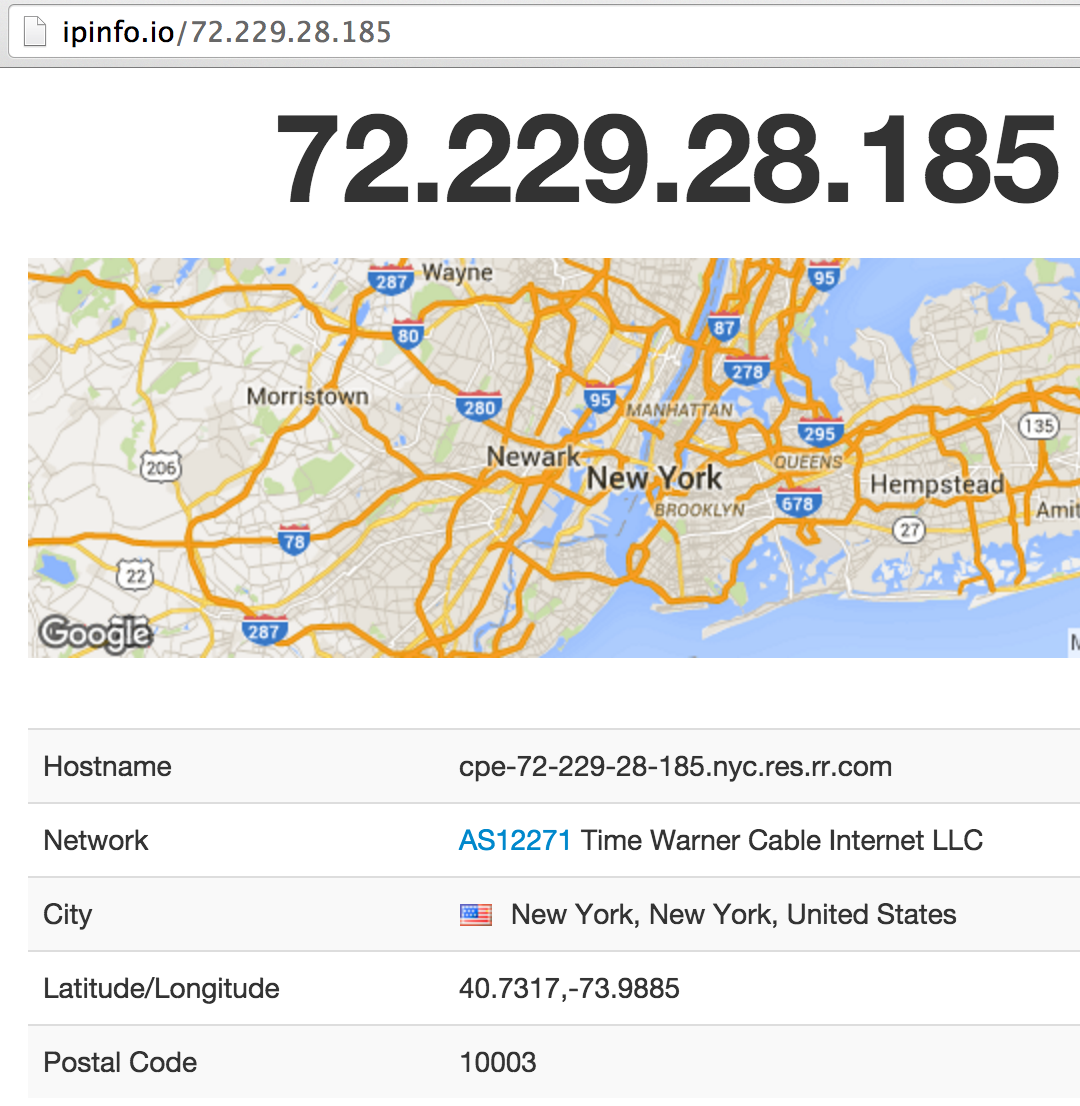 ipinfo.io/72.229.28.185
72.229.28.185
287 Wayne 95
80 87
278
Morristown 280 95 MANHATTAN
295 135
206 Newark New York QUEENS
Hempstead
BROOKLYN 678 27 Amit
78
22
287
Google
Hostname cpe-72-229-28-185.nyc.res.rr.com
Network AS12271 Time Warner Cable Internet LLC
City New York, New York, United States
Latitude/Longitude 40.7317,-73.9885
Postal Code 10003